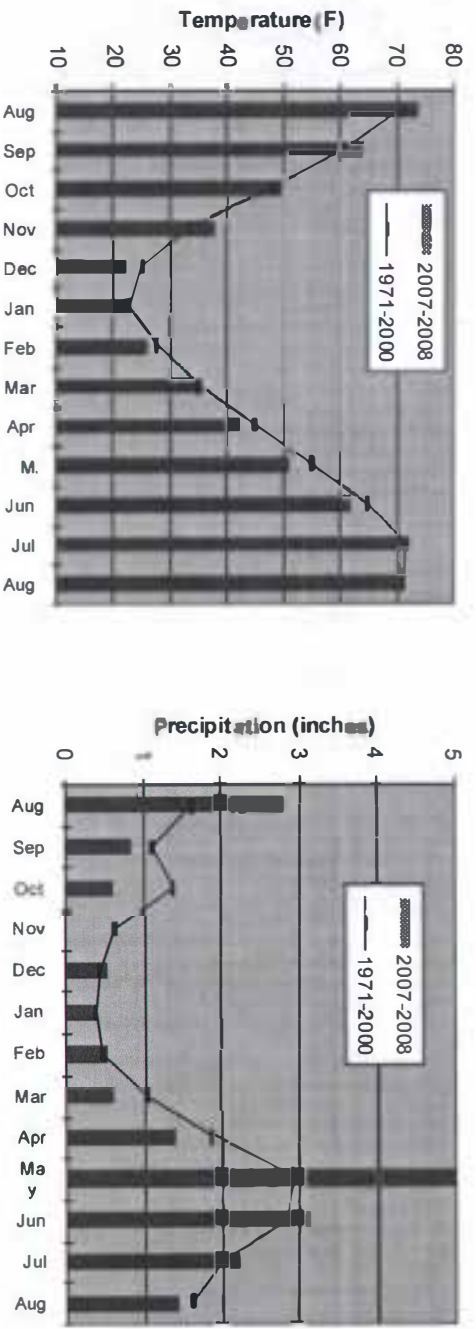 Temperature (F)
80
70
60
50
40
30
20
10
2007-2008
1971-2000
Aug
Sep
Oct
Nov
Dec
Jan
Feb
Mar
Apr
M.
Jun
Jul
Aug
Precipitation (inches)
5
4
3
2
1
0
2007-2008
1971-2000
Aug
Sep
Oct
Nov
Dec
Jan
Feb
Mar
Apr
Ma
y
Jun
Jul
Aug